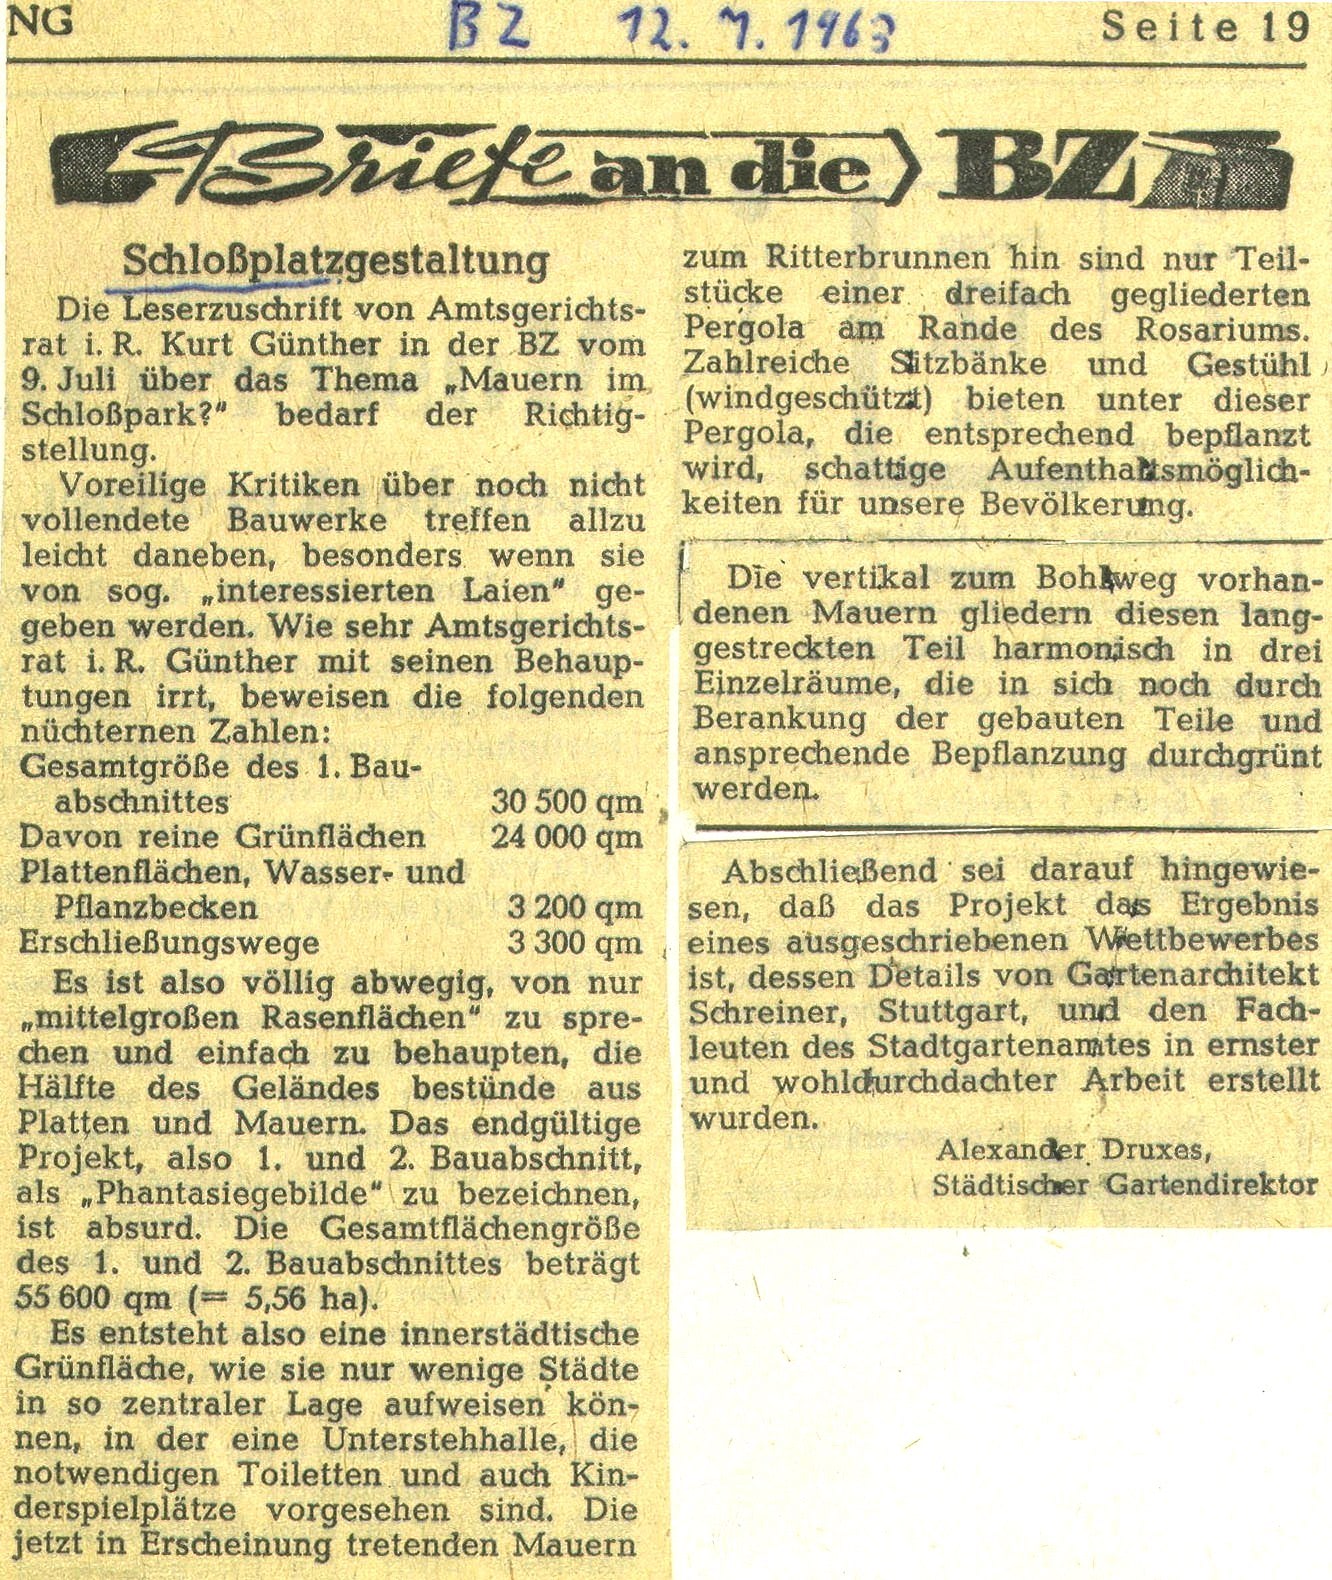 NG
BZ 12. 7. 1963
Seite 19
Briefe an die BZ
Schloßplatzgestaltung
Die Leserzuschrift von Amtsgerichts-
rat i. R. Kurt Günther in der BZ vom
9. Juli über das Thema „Mauern im
Schloßpark?“ bedarf der Richtig-
stellung.
Voreilige Kritiken über noch nicht
vollendete Bauwerke treffen allzu
leicht daneben, besonders wenn sie
von sog. „interessierten Laien“ ge-
geben werden. Wie sehr Amtsgerichts-
rat i. R. Günther mit seinen Behaup-
tungen irrt, beweisen die folgenden
nüchternen Zahlen:
Gesamtgröße des 1. Bau-
abschnittes 30 500 qm
Davon reine Grünflächen 24 000 qm
Plattenflächen, Wasser- und
Pflanzbecken 3 200 qm
Erschließungswege 3 300 qm
Es ist also völlig abwegig, von nur
„mittelgroßen Rasenflächen“ zu spre-
chen und einfach zu behaupten, die
Hälfte des Geländes bestünde aus
Platten und Mauern. Das endgültige
Projekt, also 1. und 2. Bauabschnitt,
als „Phantasiegebilde“ zu bezeichnen,
ist absurd. Die Gesamtflächengröße
des 1. und 2. Bauabschnittes beträgt
55 600 qm (= 5,56 ha).
Es entsteht also eine innerstädtische
Grünfläche, wie sie nur wenige Städte
in so zentraler Lage aufweisen kön-
nen, in der eine Unterstehhalle, die
notwendigen Toiletten und auch Kin-
derspielplätze vorgesehen sind. Die
jetzt in Erscheinung tretenden Mauern
zum Ritterbrunnen hin sind nur Teil-
stücke einer dreifach gegliederten
Pergola am Rande des Rosariums.
Zahlreiche Sitzbänke und Gestühl
(windgeschützt) bieten unter dieser
Pergola, die entsprechend bepflanzt
wird, schattige Aufenthaltsmöglich-
keiten für unsere Bevölkerung.
Die vertikal zum Bohlweg vorhan-
denen Mauern gliedern diesen lang-
gestreckten Teil harmonisch in drei
Einzelräume, die in sich noch durch
Berankung der gebauten Teile und
ansprechende Bepflanzung durchgrünt
werden.
Abschließend sei darauf hingewie-
sen, daß das Projekt das Ergebnis
eines ausgeschriebenen Wettbewerbes
ist, dessen Details von Gartenarchitekt
Schreiner, Stuttgart, und den Fach-
leuten des Stadtgartenamtes in ernster
und wohldurchdachter Arbeit erstellt
wurden.
Alexander Druxes,
Städtischer Gartendirektor